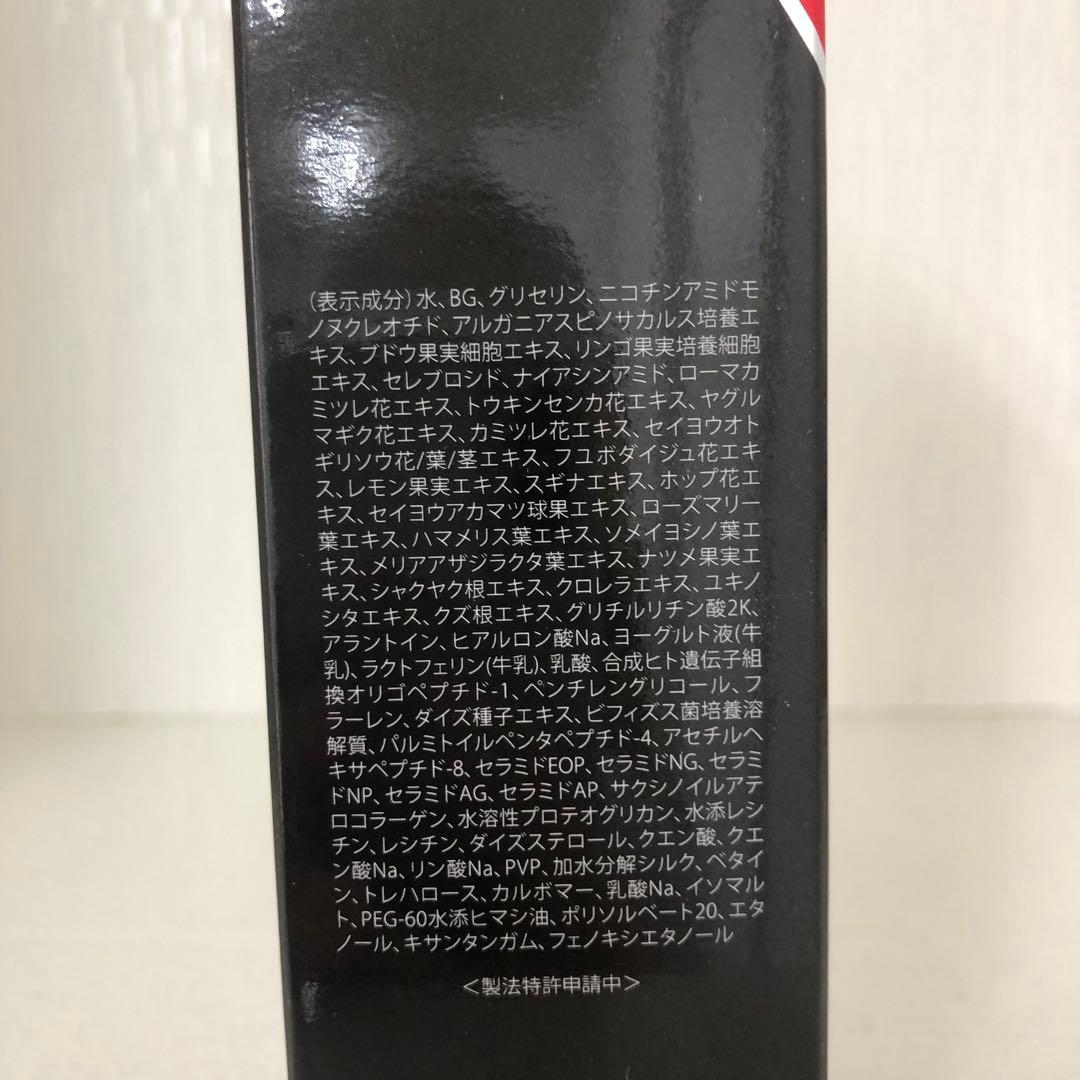 (表示成分)水、BG、グリセリン、ニコチンアミドモ
ノヌクレオチド、アルガニアスピノサカルス培養エ
キス、ブドウ果実細胞エキス、リンゴ果実培養細胞
エキス、セレブロシド、ナイアシンアミド、ローマカ
ミツレ花エキス、トウキンセンカ花エキス、ヤグル
マギク花エキス、カミツレ花エキス、セイヨウオト
ギリソウ花/葉/茎エキス、フユボダイジュ花エキ
ス、レモン果実エキス、スギナエキス、ホップ花エ
キス、セイヨウアカマツ球果エキス、ローズマリー
葉エキス、ハマメリス葉エキス、ソメイヨシノ葉エ
キス、メリアアザジラクタ葉エキス、ナツメ果実エ
キス、シャクヤク根エキス、クロレラエキス、ユキノ
シタエキス、クズ根エキス、グリチルリチン酸2K、
アラントイン、ヒアルロン酸Na、ヨーグルト液(牛
乳)、ラクトフェリン(牛乳)、乳酸、合成ヒト遺伝子組
換オリゴペプチド-1、ペンチレングリコール、フ
ラーレン、ダイズ種子エキス、ビフィズス菌培養溶
解質、パルミトイルペンタペプチド-4、アセチルヘ
キサペプチド-8、セラミドEOP、セラミドNG、セラミ
ドNP、セラミドAG、セラミドAP、サクシノイルアテ
ロコラーゲン、水溶性プロテオグリカン、水添レシ
チン、レシチン、ダイズステロール、クエン酸、クエ
ン酸Na、リン酸Na、PVP、加水分解シルク、ベタイ
ン、トレハロース、カルボマー、乳酸Na、イソマル
ト、PEG-60水添ヒマシ油、ポリソルベート20、エタ
ノール、キサンタンガム、フェノキシエタノール
<製法特許申請中>